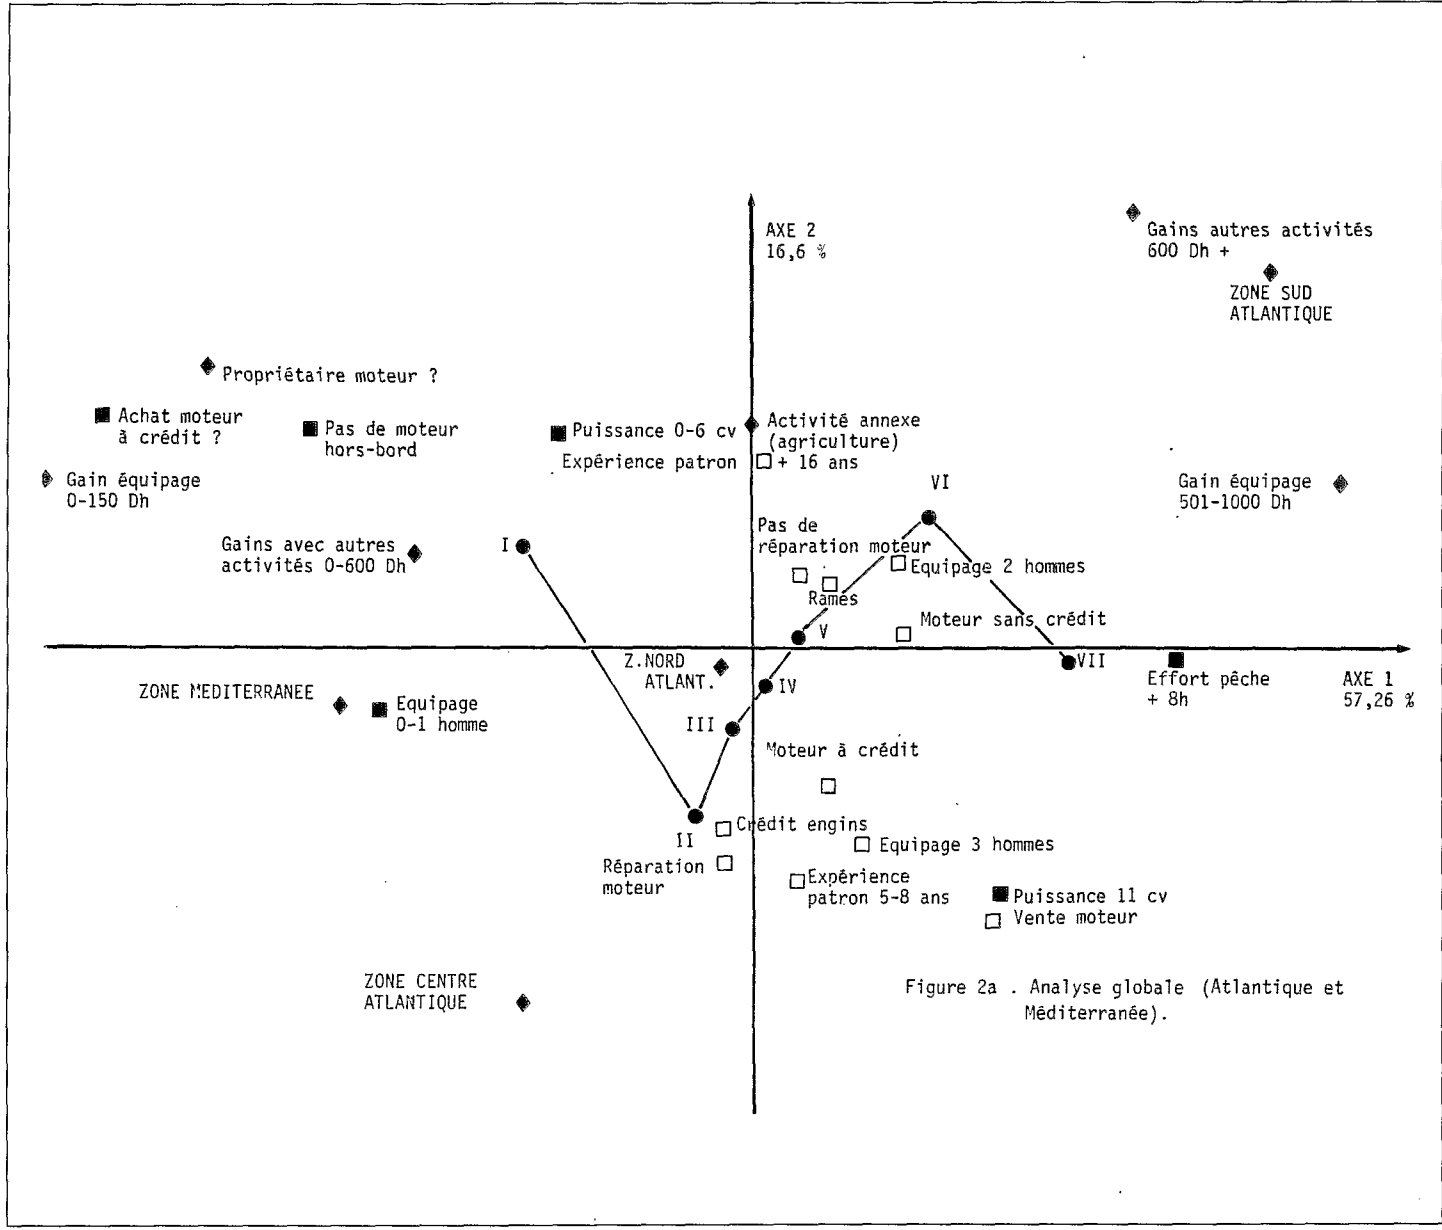 AXE 2
16,6 %
Gains autres activités
600 Dh +
ZONE SUD
ATLANTIQUE
Propriétaire moteur ?
Achat moteur
à crédit ?
Pas de moteur
hors-bord
Puissance 0-6 cv
Activité annexe
(agriculture)
Expérience patron + 16 ans
Gain équipage
0-150 Dh
VI
Gain équipage
501-1000 Dh
Gains avec autres
activités 0-600 Dh
I
Pas de
réparation moteur
Equipage 2 hommes
Rames
Moteur sans crédit
V
Z.NORD
ATLANT.
VII
Effort pêche
+ 8h
AXE 1
57,26 %
ZONE MEDITERRANEE
Equipage
0-1 homme
IV
III
Moteur à crédit
II
Crédit engins
Equipage 3 hommes
Réparation
moteur
Expérience
patron 5-8 ans
Puissance 11 cv
Vente moteur
ZONE CENTRE
ATLANTIQUE
Figure 2a . Analyse globale (Atlantique et
Méditerranée).